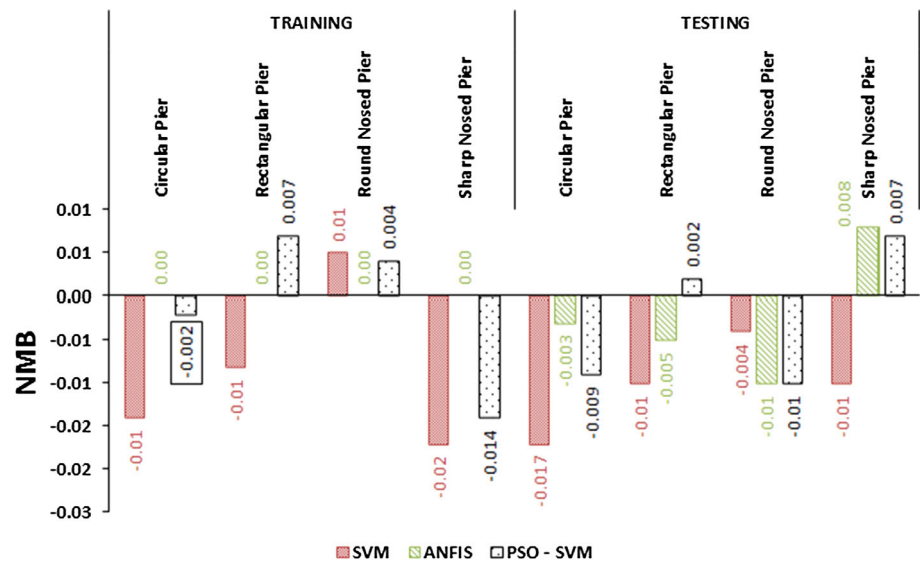 TRAINING
TESTING
Circular Pier
Rectangular Pier
Round Nosed Pier
Sharp Nosed Pier
Circular Pier
Rectangular Pier
Round Nosed Pier
Sharp Nosed Pier
NMB
0.01
0.01
0.00
-0.01
-0.01
-0.02
-0.02
-0.03
-0.01
0.00
-0.002
-0.01
0.00
0.007
0.01
0.00
0.004
-0.02
0.00
-0.014
-0.017
-0.003
-0.009
-0.01
-0.005
0.002
-0.004
-0.01
-0.01
-0.01
0.008
0.007
SVM
ANFIS
PSO - SVM